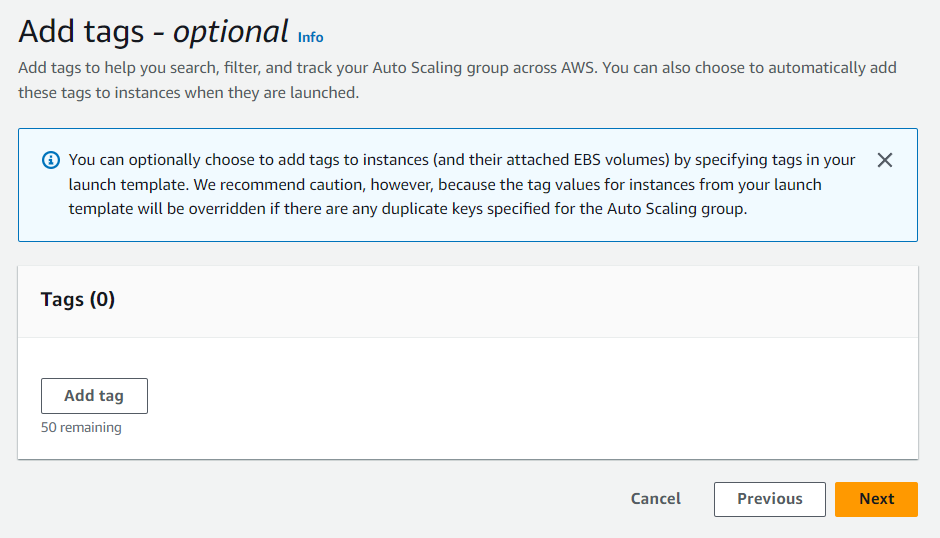 Add tags - optional Info
Add tags to help you search, filter, and track your Auto Scaling group across AWS. You can also choose to automatically add
these tags to instances when they are launched.
You can optionally choose to add tags to instances (and their attached EBS volumes) by specifying tags in your
launch template. We recommend caution, however, because the tag values for instances from your launch
template will be overridden if there are any duplicate keys specified for the Auto Scaling group.
Tags (0)
Add tag
50 remaining
Cancel Previous Next